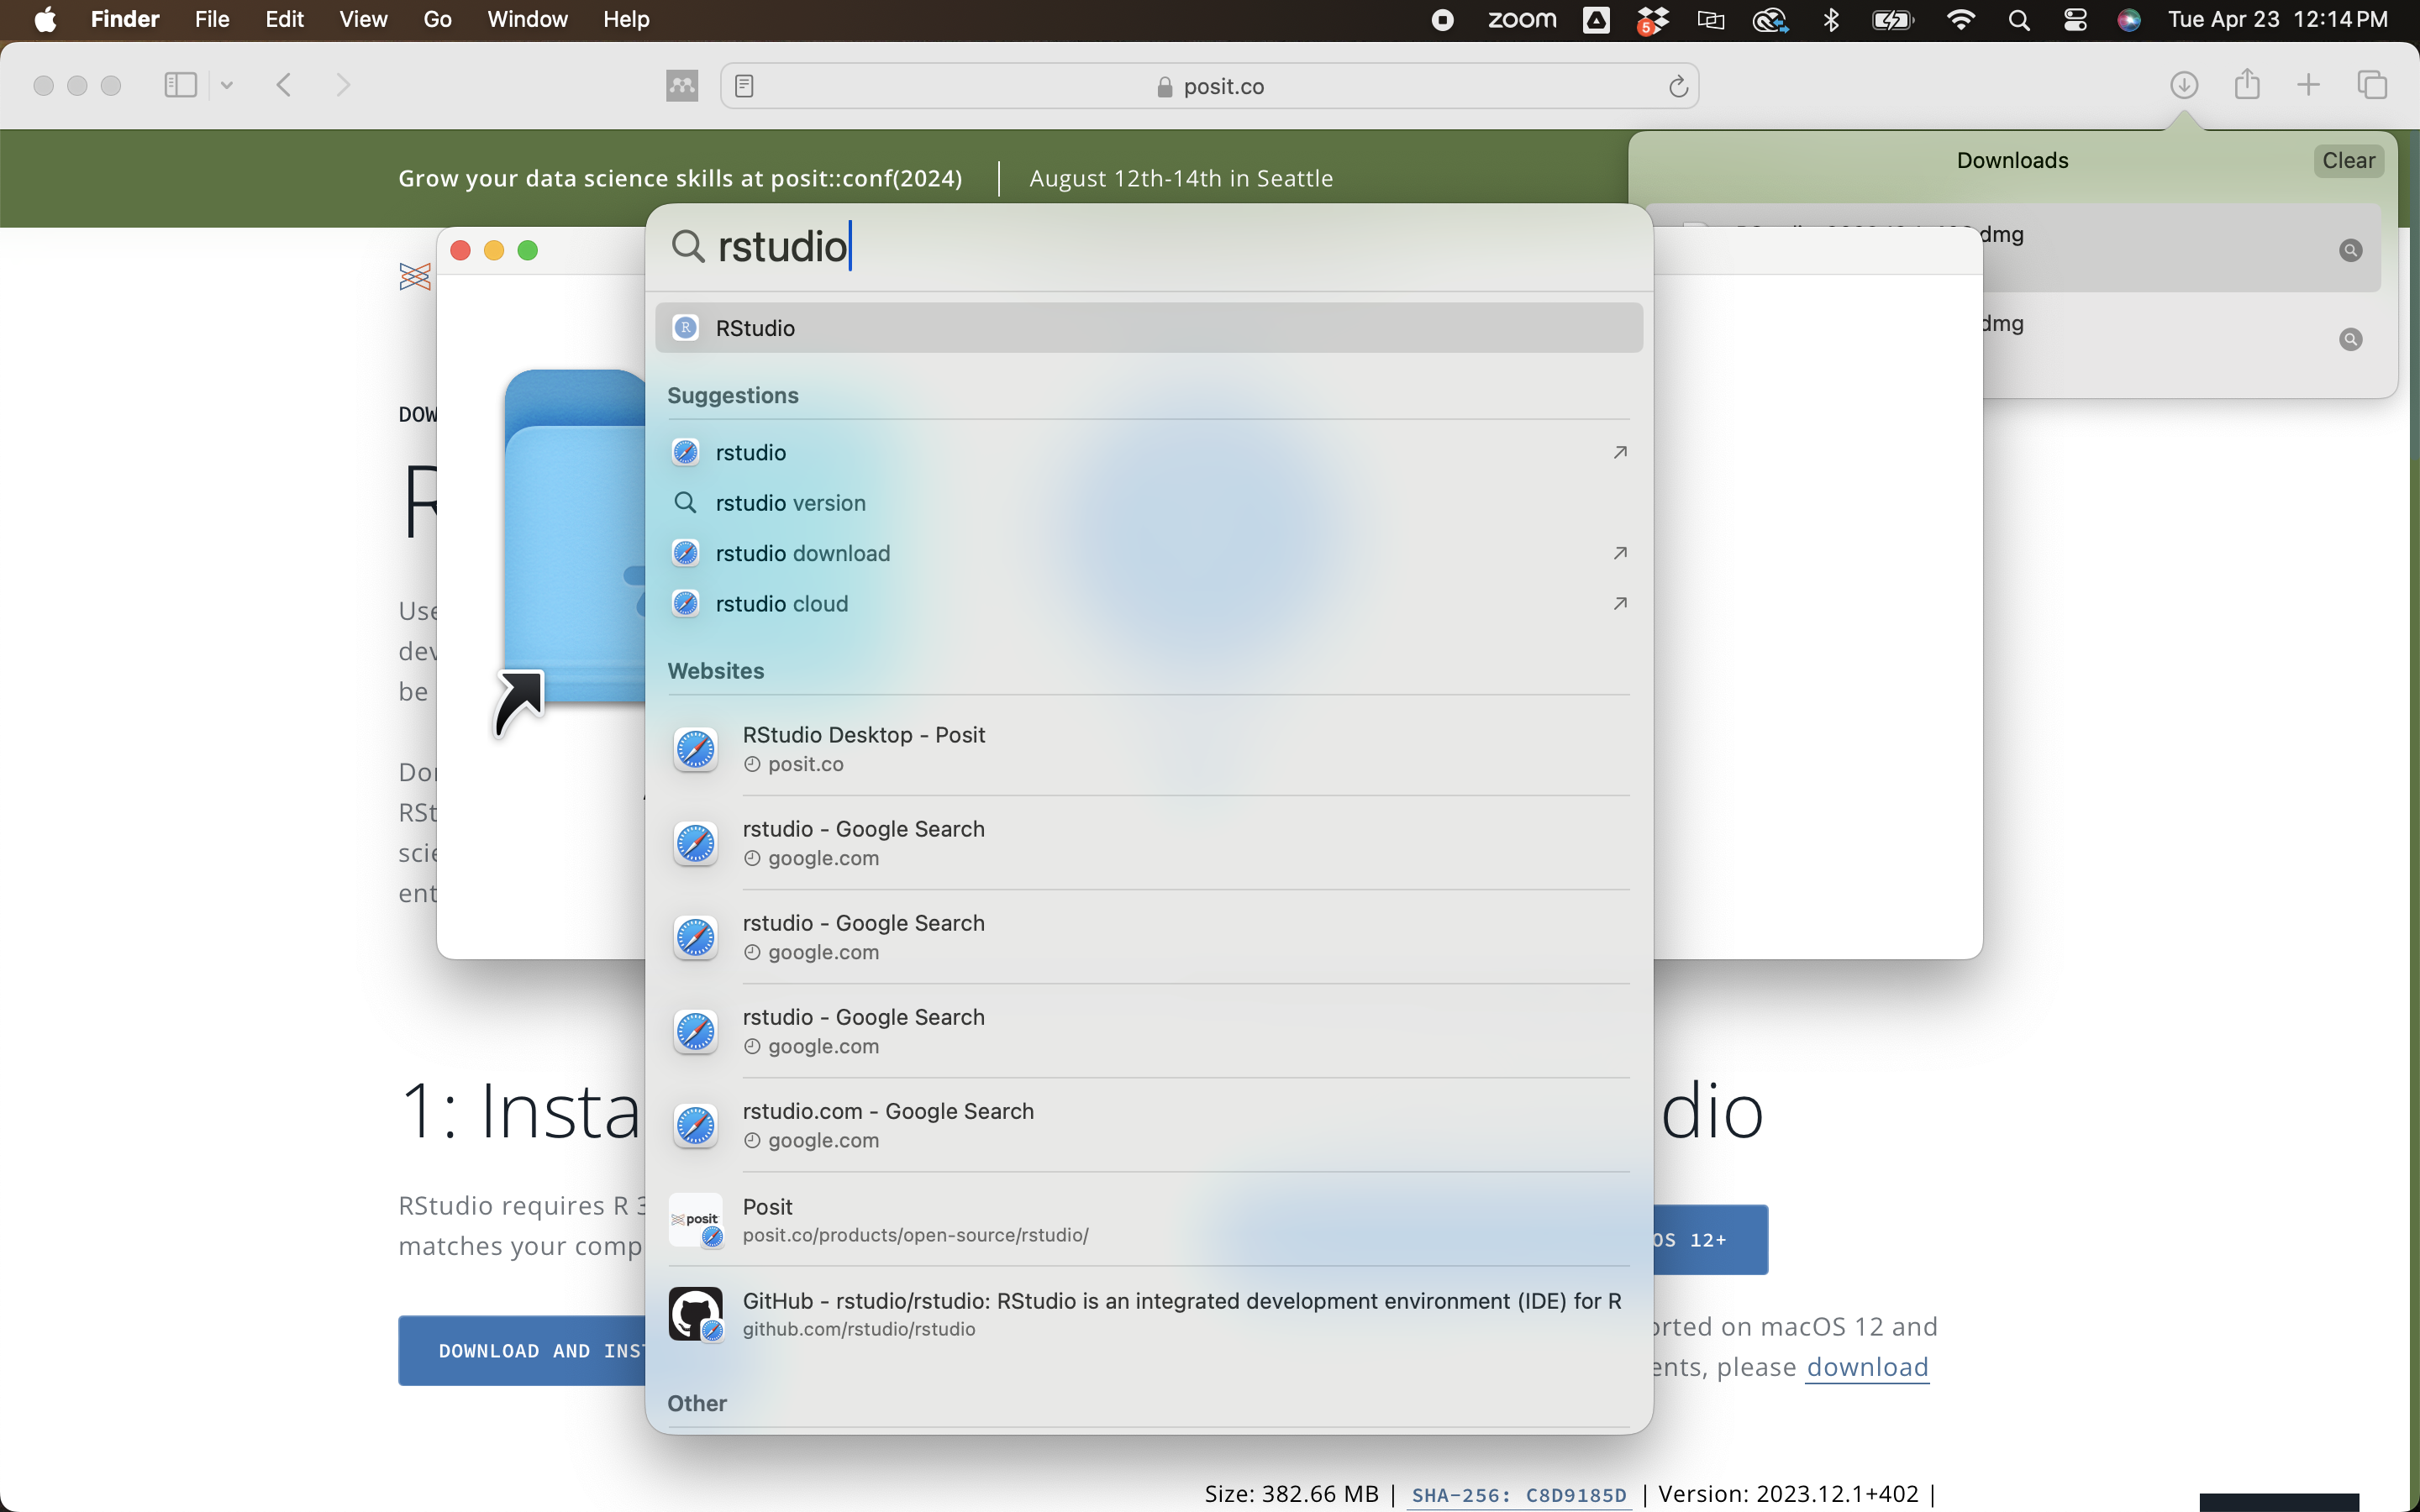 Finder File Edit View Go Window Help
zoom
5
Tue Apr 23 12:14 PM
posit.co
Grow your data science skills at posit::conf(2024) August 12th-14th in Seattle
Downloads
Clear
dmg
dmg
rstudio
RStudio
Suggestions
rstudio
rstudio version
rstudio download
rstudio cloud
Websites
RStudio Desktop - Posit
posit.co
rstudio - Google Search
google.com
rstudio - Google Search
google.com
rstudio - Google Search
google.com
rstudio.com - Google Search
google.com
posit
Posit
posit.co/products/open-source/rstudio/
GitHub - rstudio/rstudio: RStudio is an integrated development environment (IDE) for R
github.com/rstudio/rstudio
Other
DOW
R
Use
dev
be
Don
RSt
scie
ent
1: Insta
dio
RStudio requires R 3
matches your comp
DOWNLOAD AND INST
OS 12+
orted on macOS 12 and
ents, please download
Size: 382.66 MB | SHA-256: C8D9185D | Version: 2023.12.1+402 |